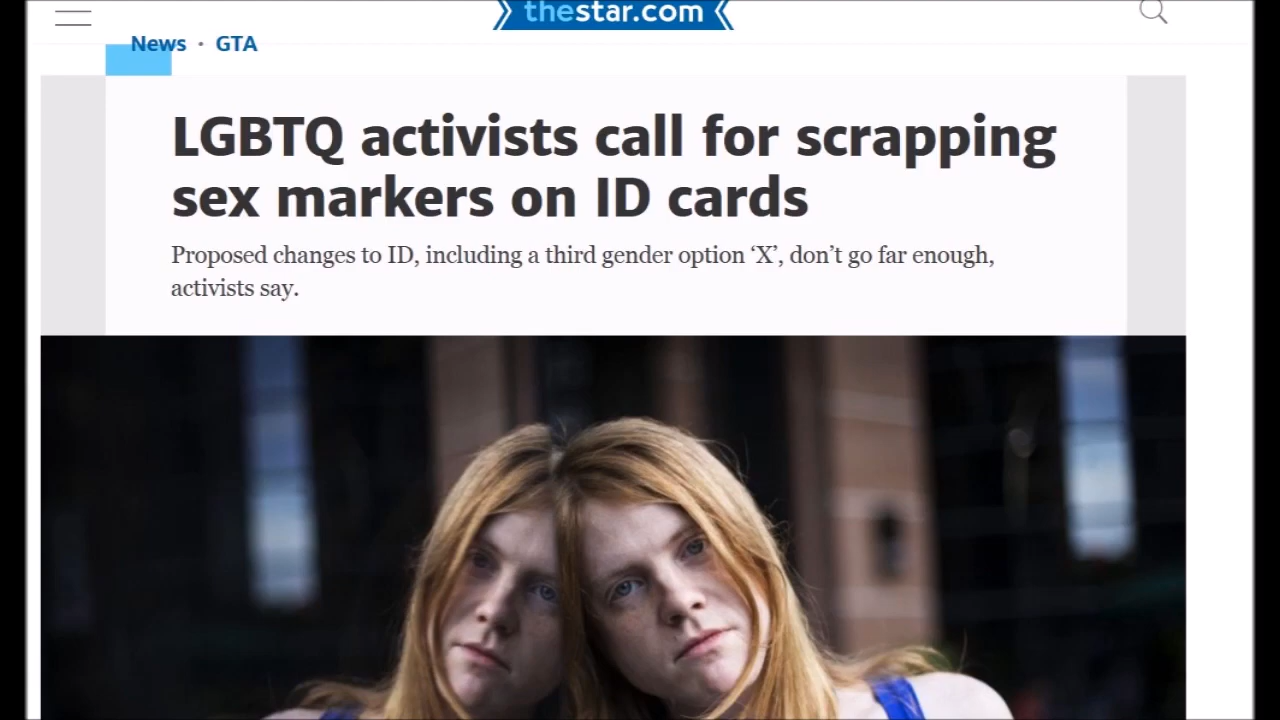 thestar.com
News • GTA
LGBTQ activists call for scrapping
sex markers on ID cards
Proposed changes to ID, including a third gender option ‘X’, don’t go far enough,
activists say.